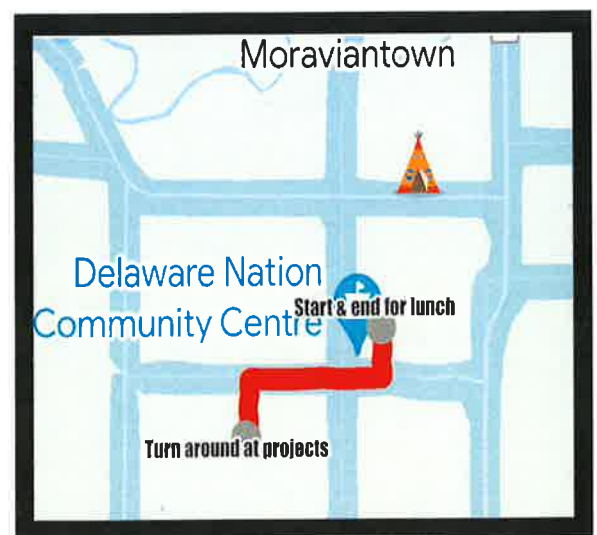 Moraviantown
Delaware Nation
Community Centre
Start & end for lunch
Turn around at projects